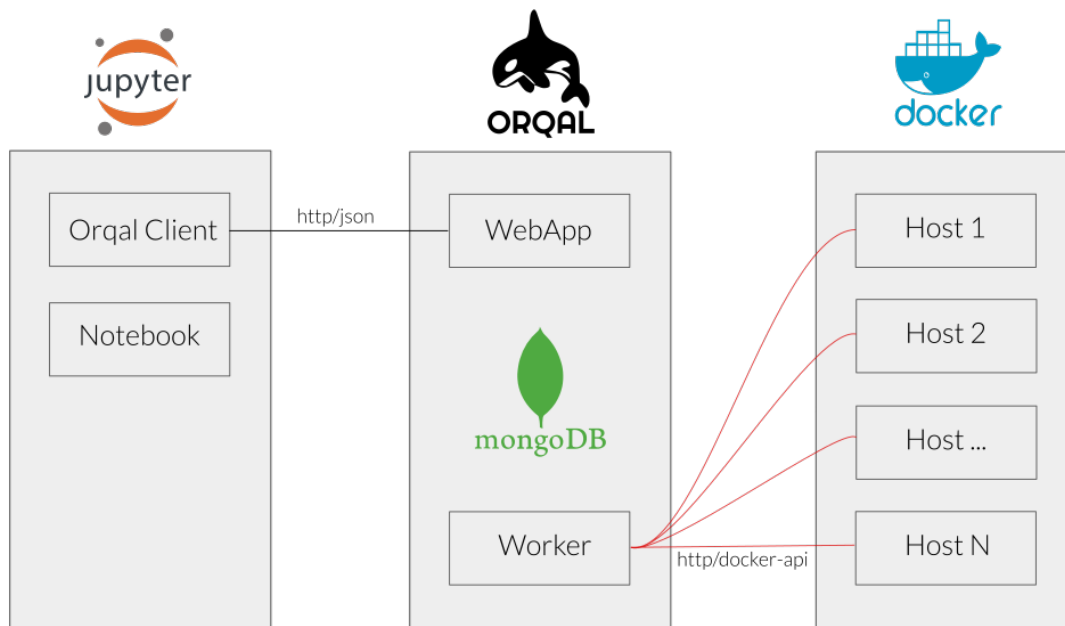 jupyter
ORQAL
docker
Orqal Client
http/json
WebApp
Host 1
Notebook
Host 2
mongoDB
Host ...
Worker
http/docker-api
Host N